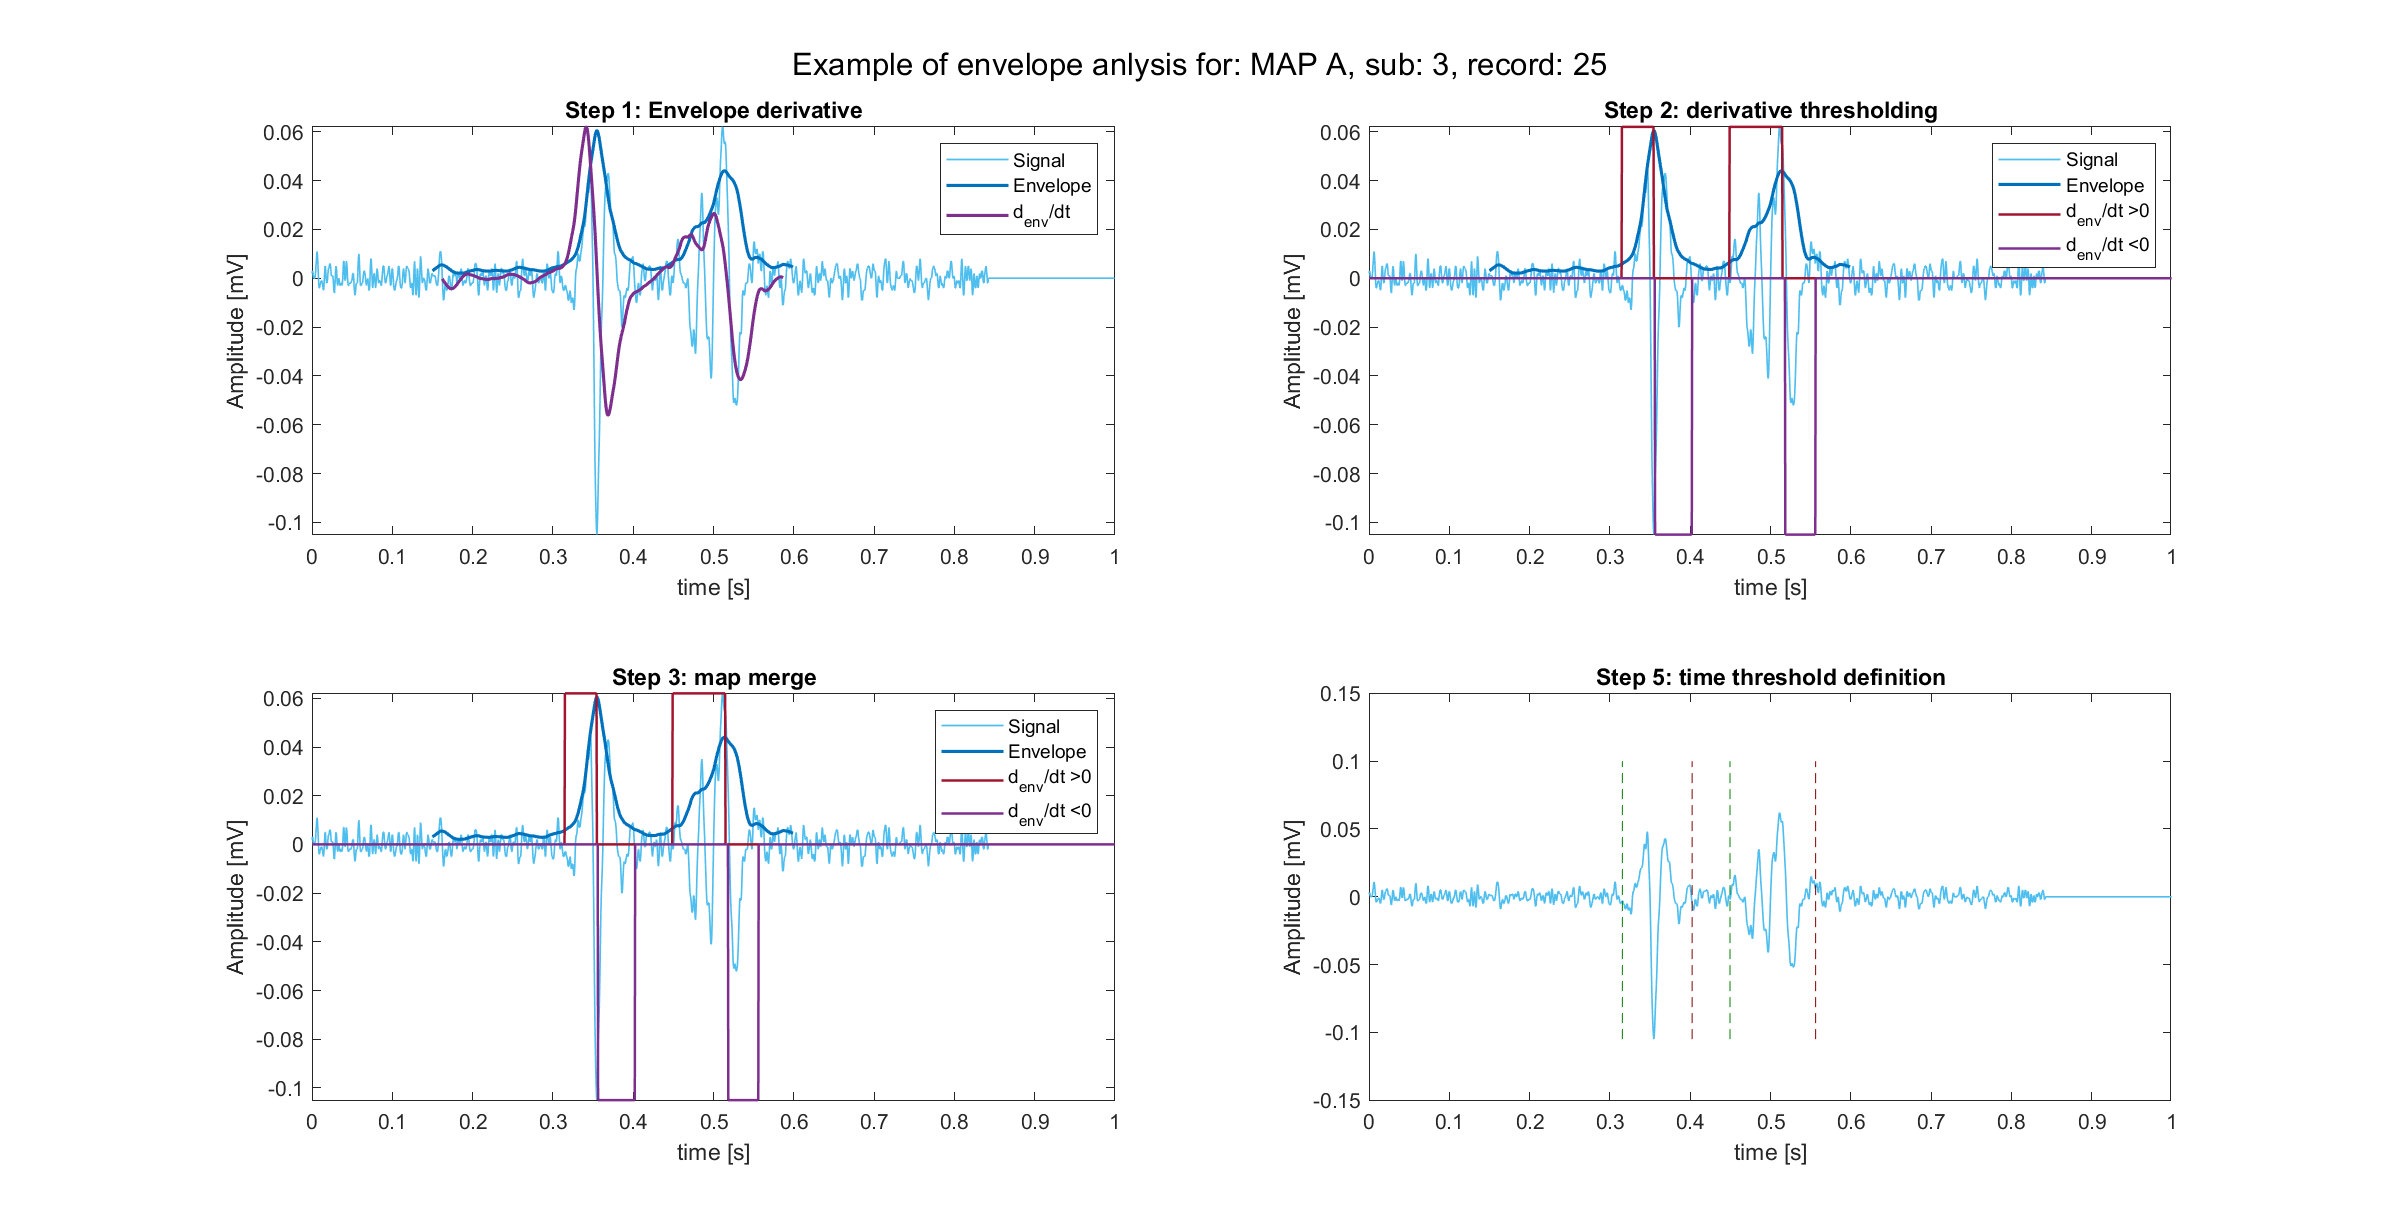 Example of envelope anlysis for: MAP A, sub: 3, record: 25
Step 1: Envelope derivative
Amplitude [mV]
0.06
0.04
0.02
0
-0.02
-0.04
-0.06
-0.08
-0.1
Signal
Envelope
d_env/dt
0 0.1 0.2 0.3 0.4 0.5 0.6 0.7 0.8 0.9 1
time [s]
Step 2: derivative thresholding
Amplitude [mV]
0.06
0.04
0.02
0
-0.02
-0.04
-0.06
-0.08
-0.1
Signal
Envelope
d_env/dt >0
d_env/dt <0
0 0.1 0.2 0.3 0.4 0.5 0.6 0.7 0.8 0.9 1
time [s]
Step 3: map merge
Amplitude [mV]
0.06
0.04
0.02
0
-0.02
-0.04
-0.06
-0.08
-0.1
Signal
Envelope
d_env/dt >0
d_env/dt <0
0 0.1 0.2 0.3 0.4 0.5 0.6 0.7 0.8 0.9 1
time [s]
Step 5: time threshold definition
Amplitude [mV]
0.15
0.1
0.05
0
-0.05
-0.1
-0.15
0 0.1 0.2 0.3 0.4 0.5 0.6 0.7 0.8 0.9 1
time [s]